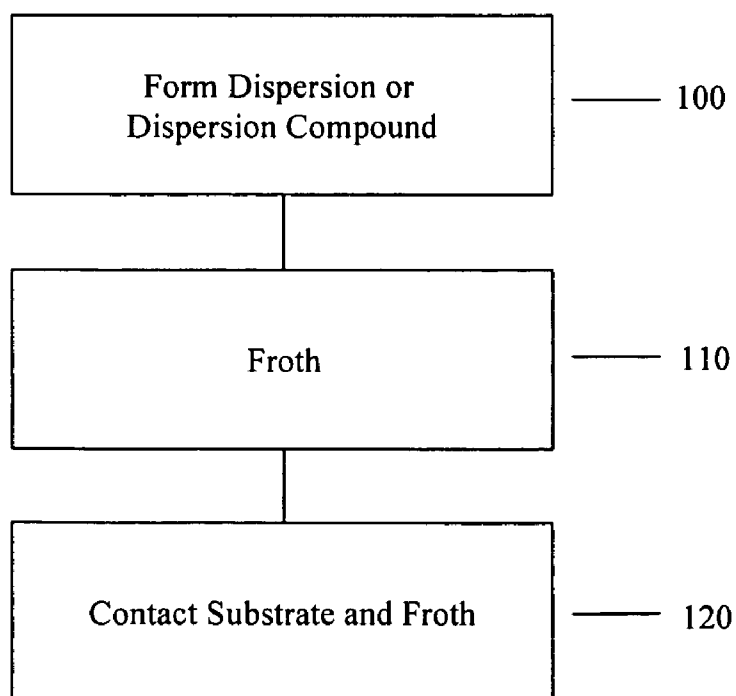 Form Dispersion or
Dispersion Compound
100
Froth
110
Contact Substrate and Froth
120